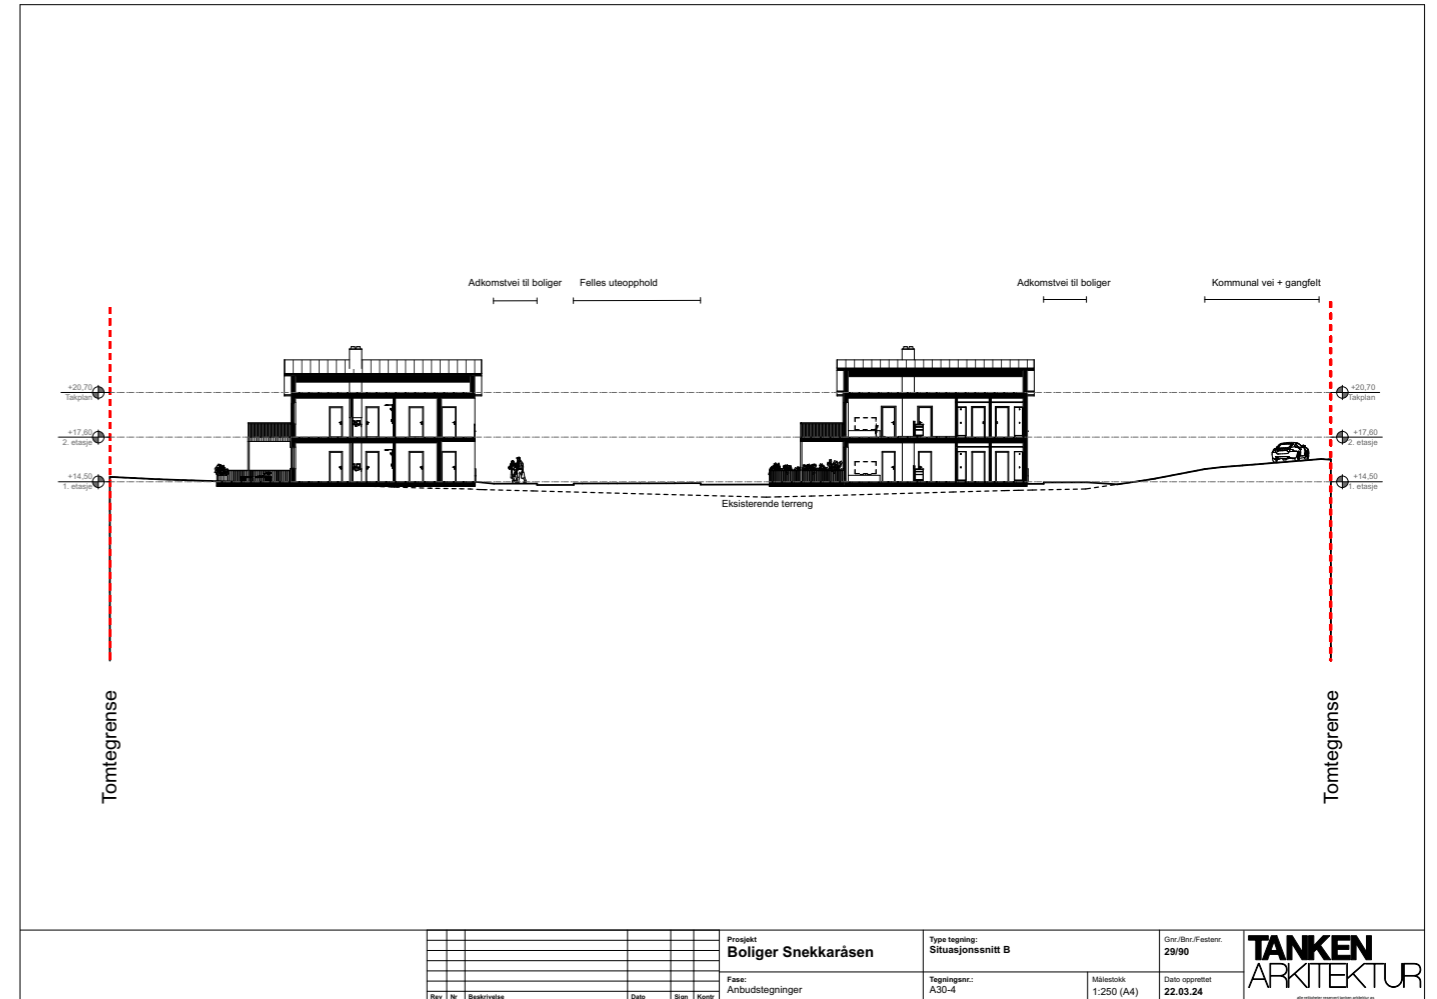 Adkomstvei til boliger
Felles uteopphold
Adkomstvei til boliger
Kommunal vei + gangfelt
+20,70
Takplan
+20,70
Takplan
+17,60
2. etasje
+17,60
2. etasje
+14,50
1. etasje
+14,50
1. etasje
Eksisterende terreng
Tomtegrense
Tomtegrense
Rev Nr Beskrivelse Dato Sign Kontr
Prosjekt
Boliger Snekkaråsen
Fase:
Anbudstegninger
Type tegning:
Situasjonssnitt B
Tegningsnr.:
A30-4
Målestokk
1:250 (A4)
Gnr./Bnr./Festenr.
29/90
Dato opprettet
22.03.24
TANKEN
ARKITEKTUR